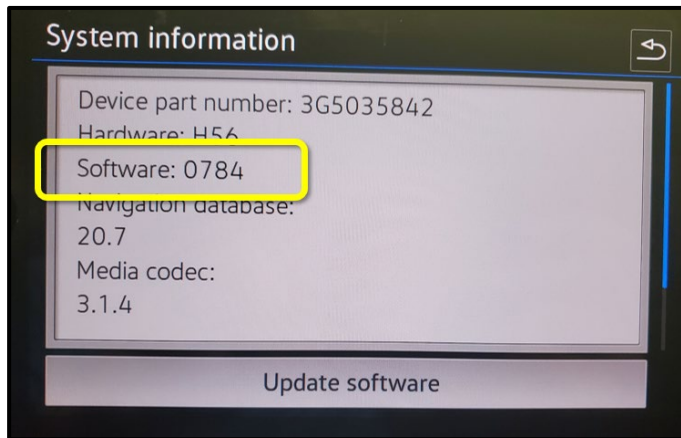 System information
Device part number: 3G5035842
Hardware: H56
Software: 0784
Navigation database:
20.7
Media codec:
3.1.4
Update software